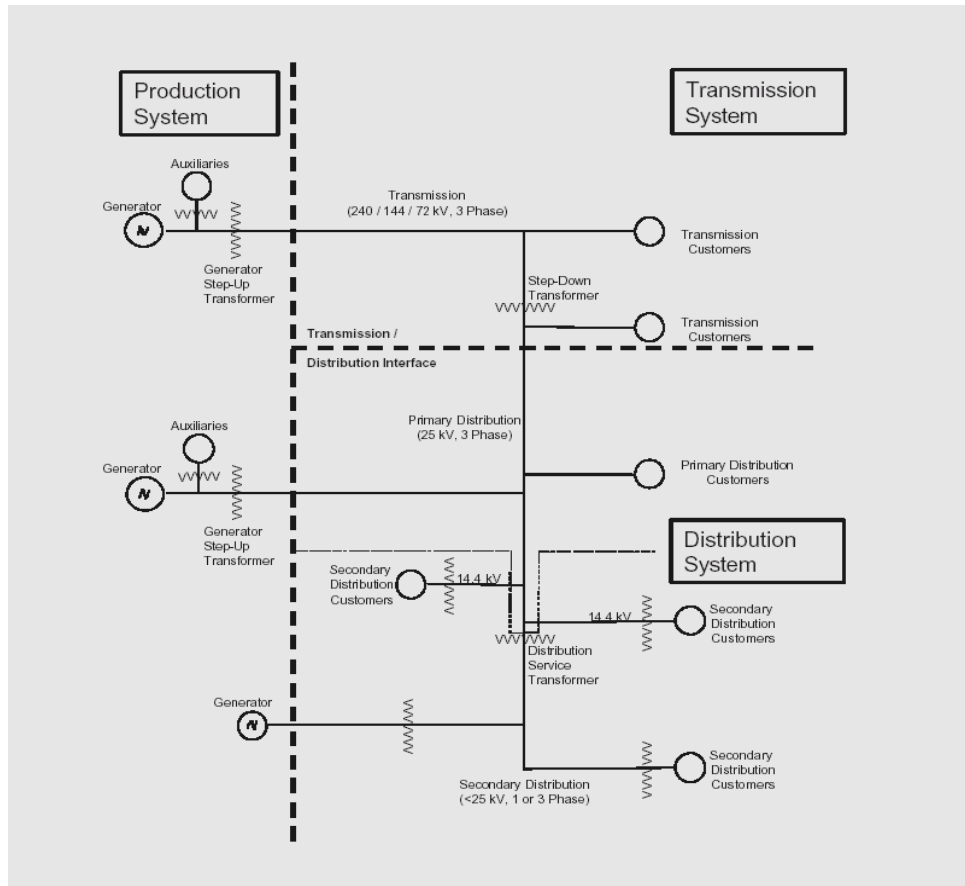 Production
System
Transmission
System
Auxiliaries
Generator
N
Generator
Step-Up
Transformer
Transmission
(240 / 144 / 72 kV, 3 Phase)
Transmission
Customers
Step-Down
Transformer
Transmission
Customers
Transmission /
Distribution Interface
Auxiliaries
Generator
N
Generator
Step-Up
Transformer
Primary Distribution
(25 kV, 3 Phase)
Primary Distribution
Customers
Distribution
System
Secondary
Distribution
Customers
14.4 kV
14.4 kV
Secondary
Distribution
Customers
Distribution
Service
Transformer
Generator
N
Secondary
Distribution
Customers
Secondary Distribution
(<25 kV, 1 or 3 Phase)